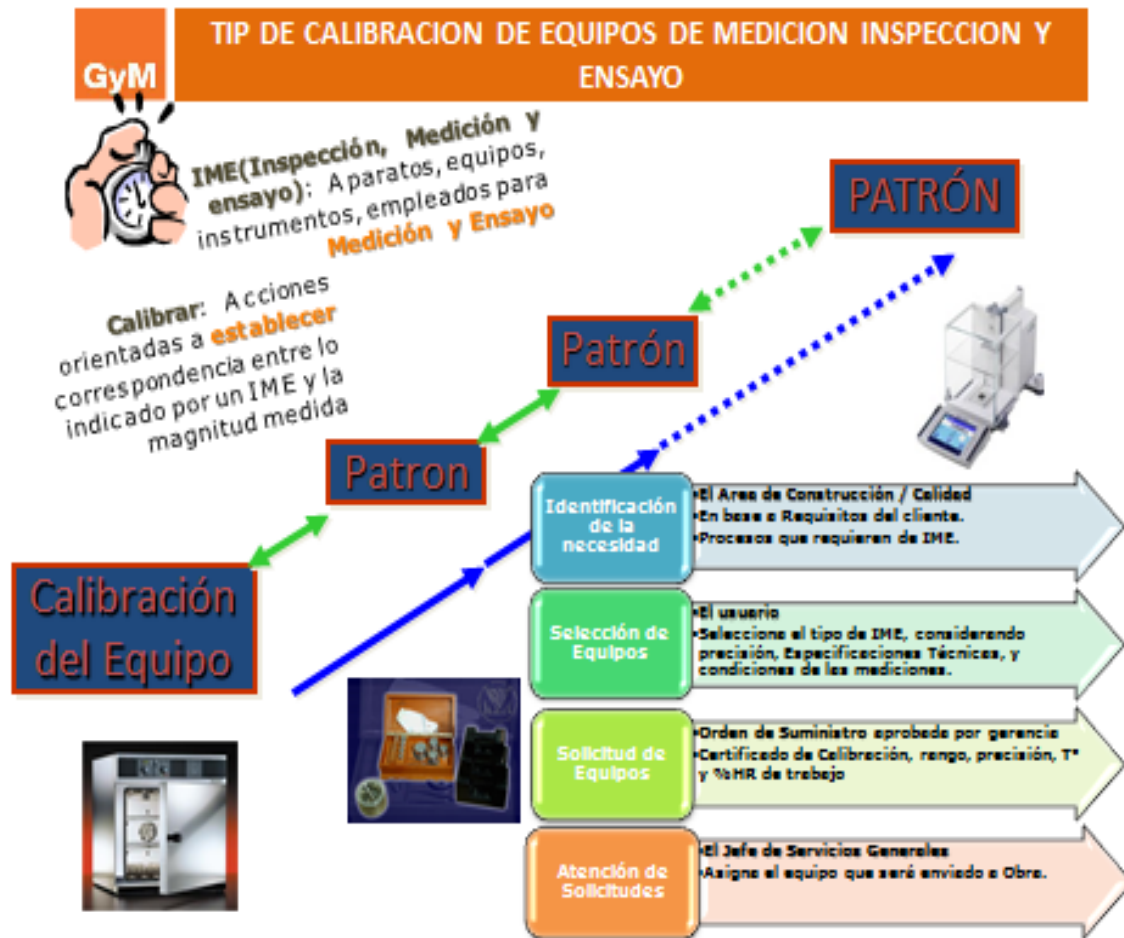 TIP DE CALIBRACION DE EQUIPOS DE MEDICION INSPECCION Y
ENSAYO
GyM
IME(Inspección, Medición y
ensayo): Aparatos, equipos,
instrumentos, empleados para
Medición y Ensayo
PATRÓN
Calibrar: Acciones
orientadas a establecer
correspondencia entre lo
indicado por un IME y la
magnitud medida
Patrón
Patron
Calibración
del Equipo
Identificación
de la
necesidad
•El Area de Construcción / Calidad
•En base a Requisitos del cliente.
•Procesos que requieren de IME.
Selección de
Equipos
•El usuario
•Selecciona el tipo de IME, considerando
precisión, Especificaciones Técnicas, y
condiciones de las mediciones.
Solicitud de
Equipos
•Orden de Suministro aprobada por gerencia
•Certificado de Calibración, rango, precisión, T°
y %HR de trabajo
Atención de
Solicitudes
•El Jefe de Servicios Generales
•Asigna el equipo que será enviado a Obra.